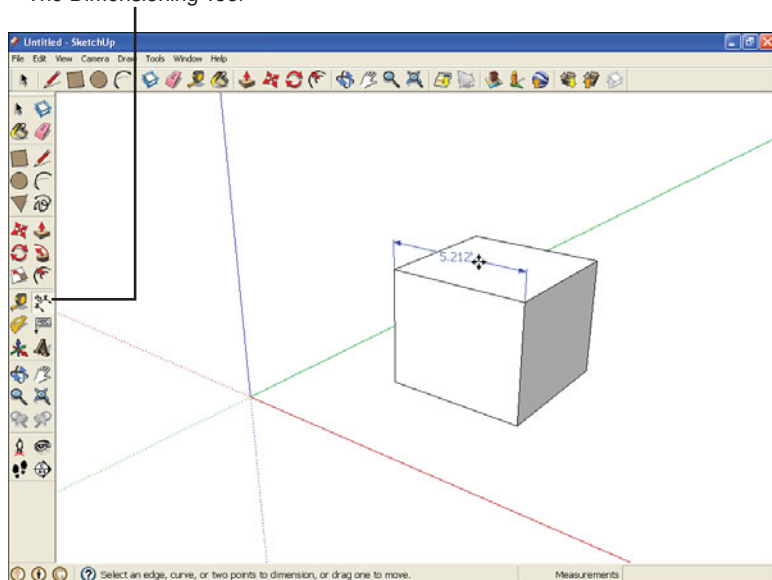 The Dimensioning Tool
Untitled - SketchUp
File Edit View Camera Draw Tools Window Help
5.212'
Select an edge, curve, or two points to dimension, or drag one to move.
Measurements